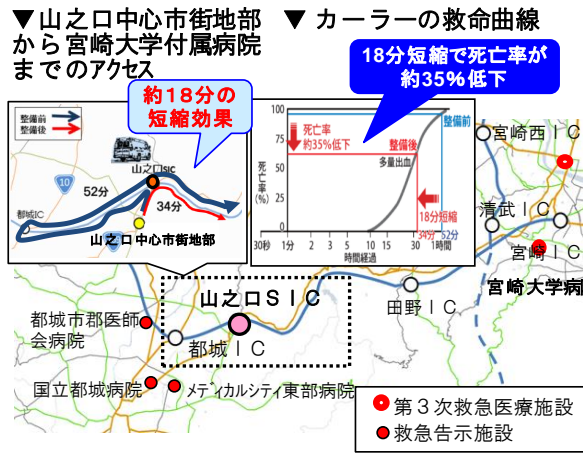 ▼山之口中心市街地部
から宮崎大学付属病院
までのアクセス
▼ カーラーの救命曲線
約18分の
短縮効果
18分短縮で死亡率が
約35%低下
整備前
整備後
山之口SIC
10
52分
34分
都城IC
山之口中心市街地部
死亡率(%)
100
75
50
25
0
死亡率
約35%低下
整備前
整備後
多量出血
18分短縮
34分 52分
30秒 1分 2 3 5 10 15 30 1時間
時間経過
宮崎西IC
清武IC
宮崎IC
宮崎大学病
田野IC
山之口SIC
都城IC
都城市郡医師
会病院
国立都城病院
メディカルシティ東部病院
第3次救急医療施設
救急告示施設